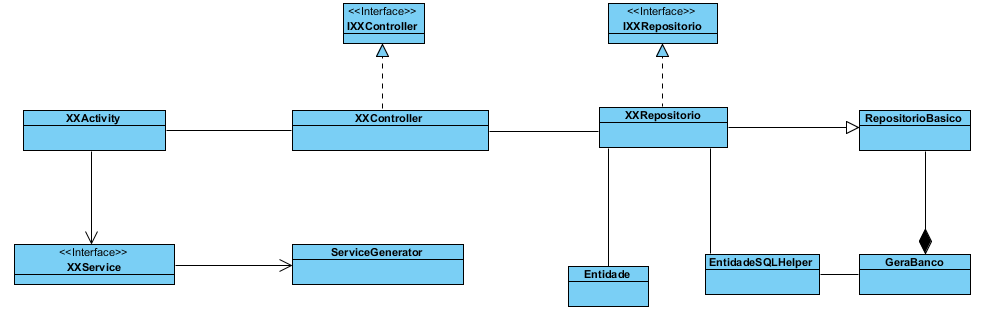 <<Interface>>
IXXController
<<Interface>>
IXXRepositorio
XXActivity
XXController
XXRepositorio
RepositorioBasico
<<Interface>>
XXService
ServiceGenerator
Entidade
EntidadeSQLHelper
GeraBanco